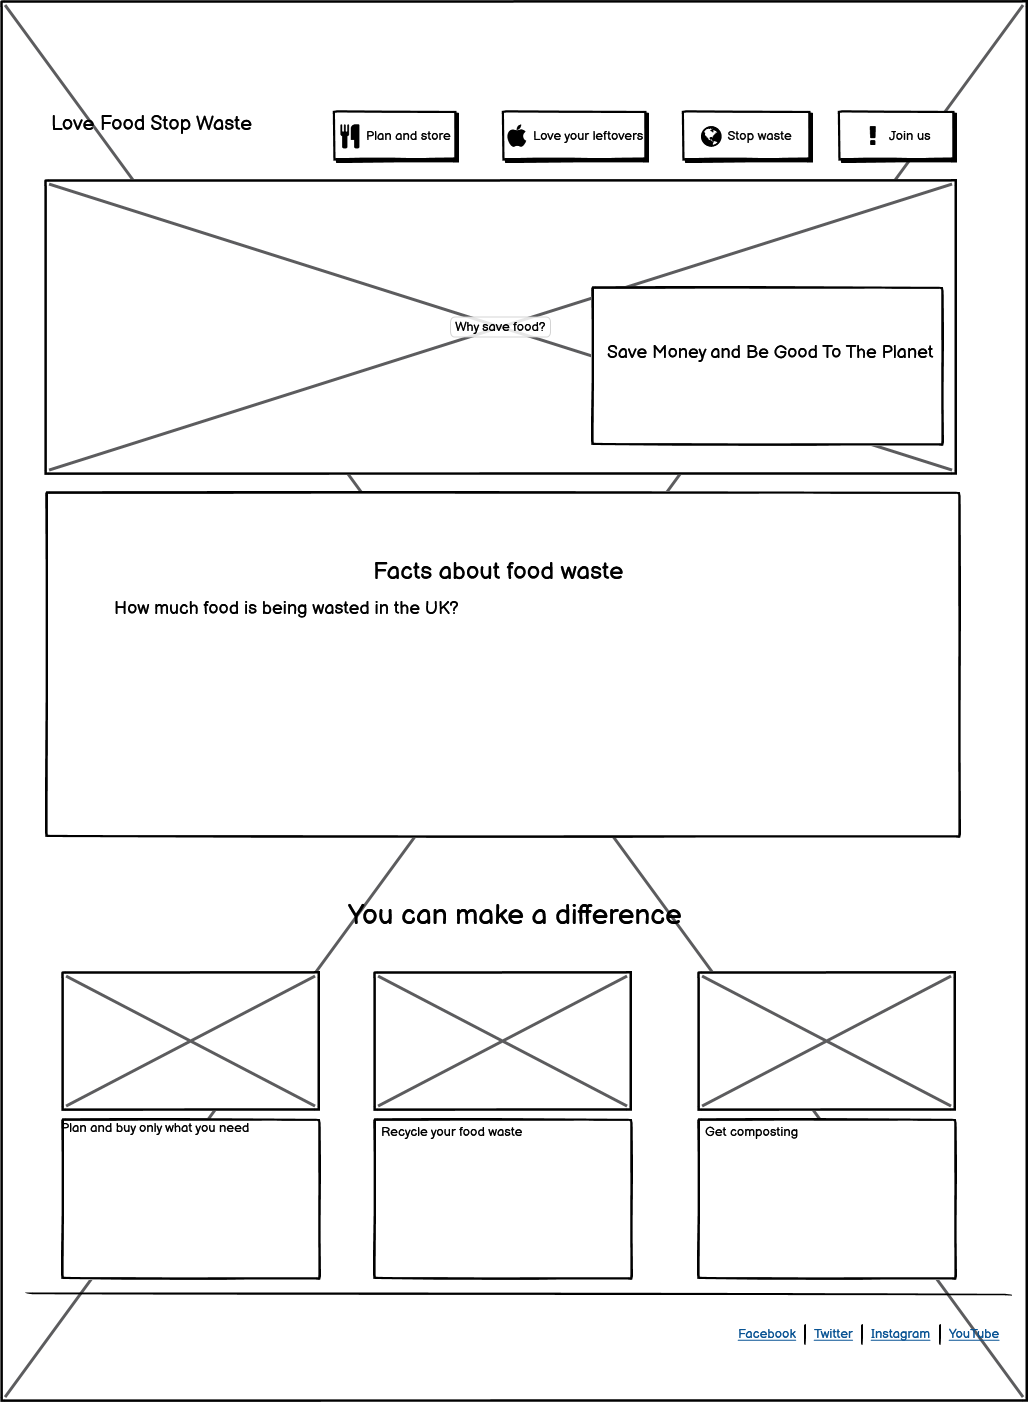 Love Food Stop Waste
Plan and store
Love your leftovers
Stop waste
Join us
Why save food?
Save Money and Be Good To The Planet
Facts about food waste
How much food is being wasted in the UK?
You can make a difference
Plan and buy only what you need
Recycle your food waste
Get composting
Facebook | Twitter | Instagram | YouTube